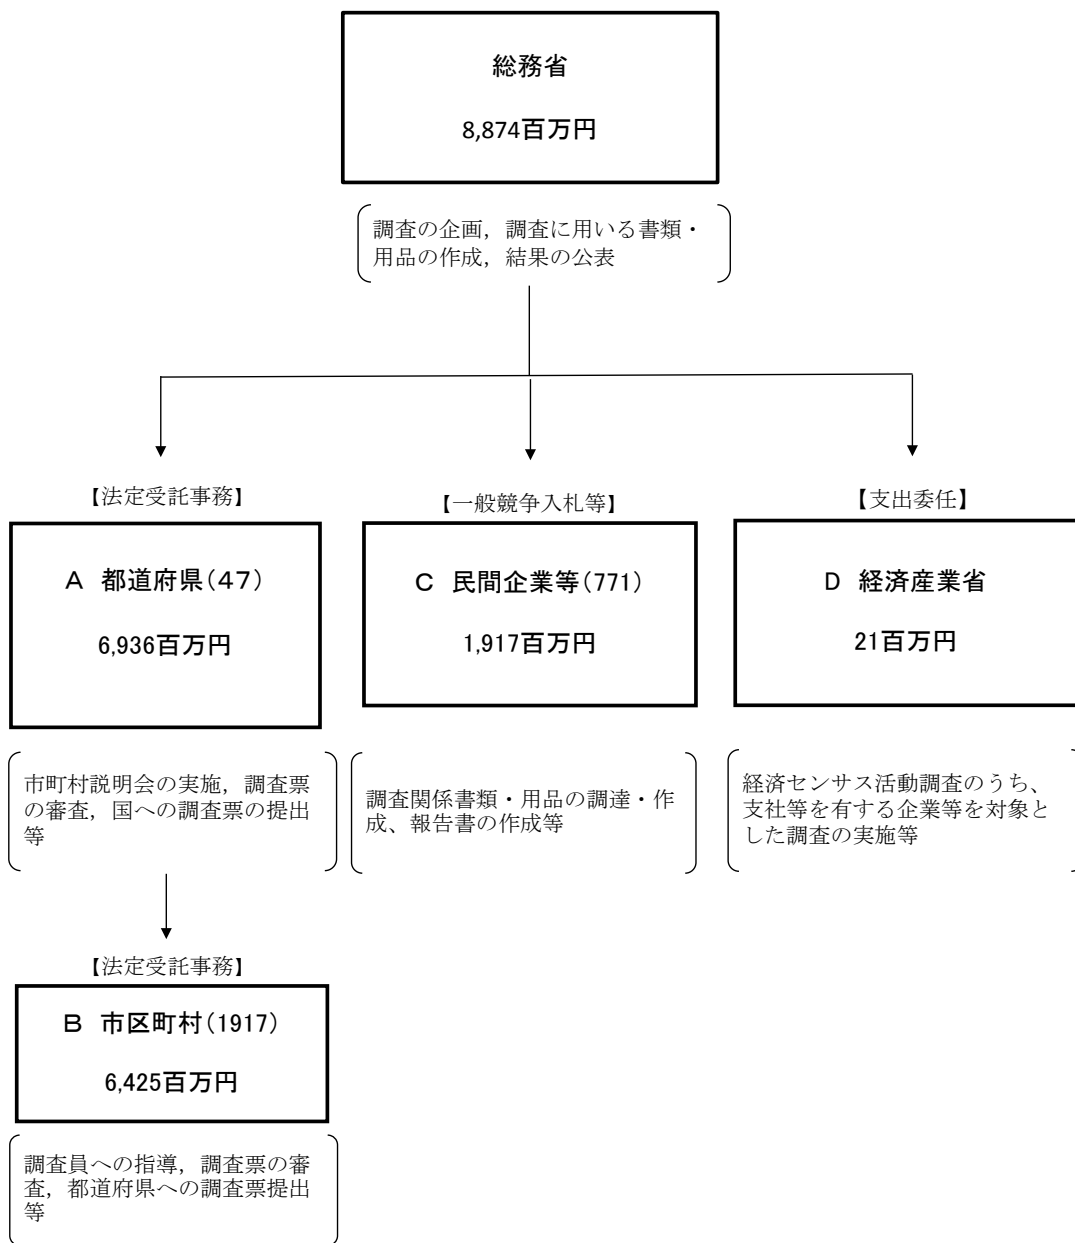 総務省
8,874百万円
調査の企画，調査に用いる書類・
用品の作成，結果の公表
【法定受託事務】
A 都道府県（４７）
6,936百万円
市町村説明会の実施，調査票
の審査，国への調査票の提出
等
【一般競争入札等】
C 民間企業等（771）
1,917百万円
調査関係書類・用品の調達・作
成、報告書の作成等
【支出委任】
D 経済産業省
21百万円
経済センサス活動調査のうち、
支社等を有する企業等を対象と
した調査の実施等
【法定受託事務】
B 市区町村（1917）
6,425百万円
調査員への指導，調査票の審
査，都道府県への調査票提出
等